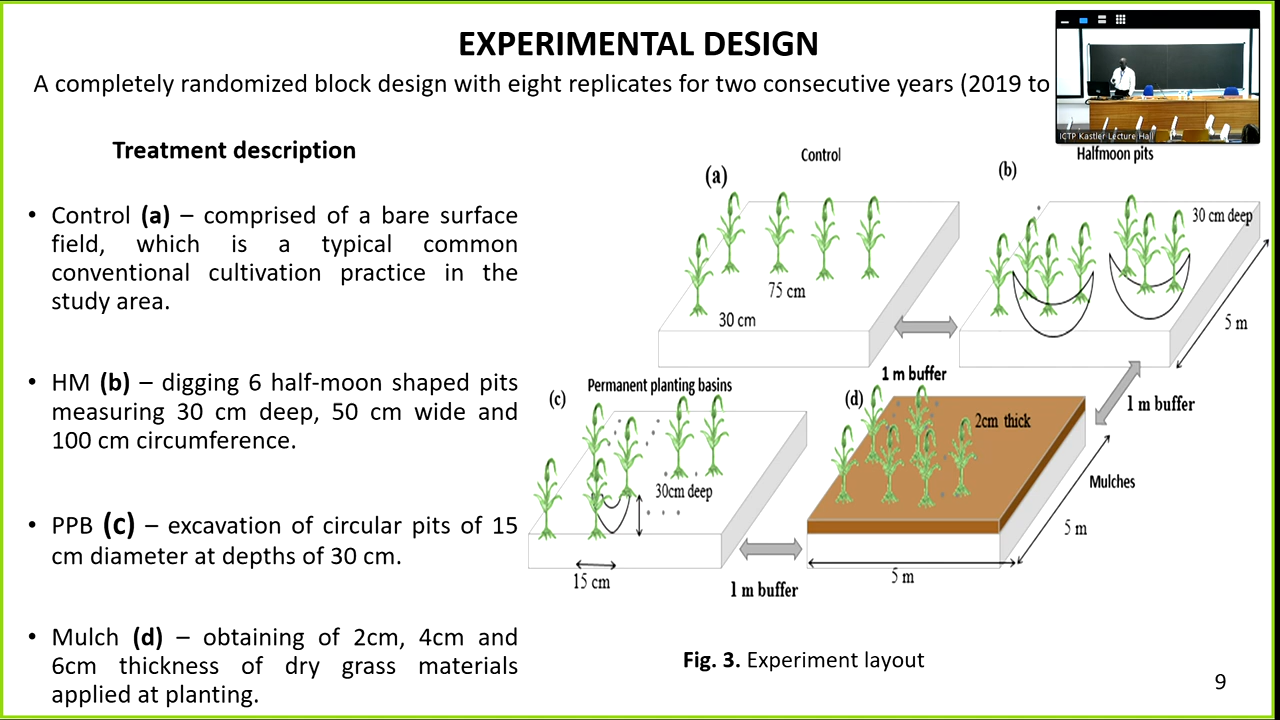 EXPERIMENTAL DESIGN
A completely randomized block design with eight replicates for two consecutive years (2019 to
ICTP Kastler Lecture Hall
Treatment description
• Control (a) – comprised of a bare surface
field, which is a typical common
conventional cultivation practice in the
study area.
• HM (b) – digging 6 half-moon shaped pits
measuring 30 cm deep, 50 cm wide and
100 cm circumference.
• PPB (c) – excavation of circular pits of 15
cm diameter at depths of 30 cm.
• Mulch (d) – obtaining of 2cm, 4cm and
6cm thickness of dry grass materials
applied at planting.
Control
(a)
75 cm
30 cm
Halfmoon pits
(b)
30 cm deep
5 m
1 m buffer
1 m buffer
Permanent planting basins
(c)
30cm deep
15 cm
1 m buffer
(d)
2cm thick
Mulches
5 m
5 m
Fig. 3. Experiment layout
9